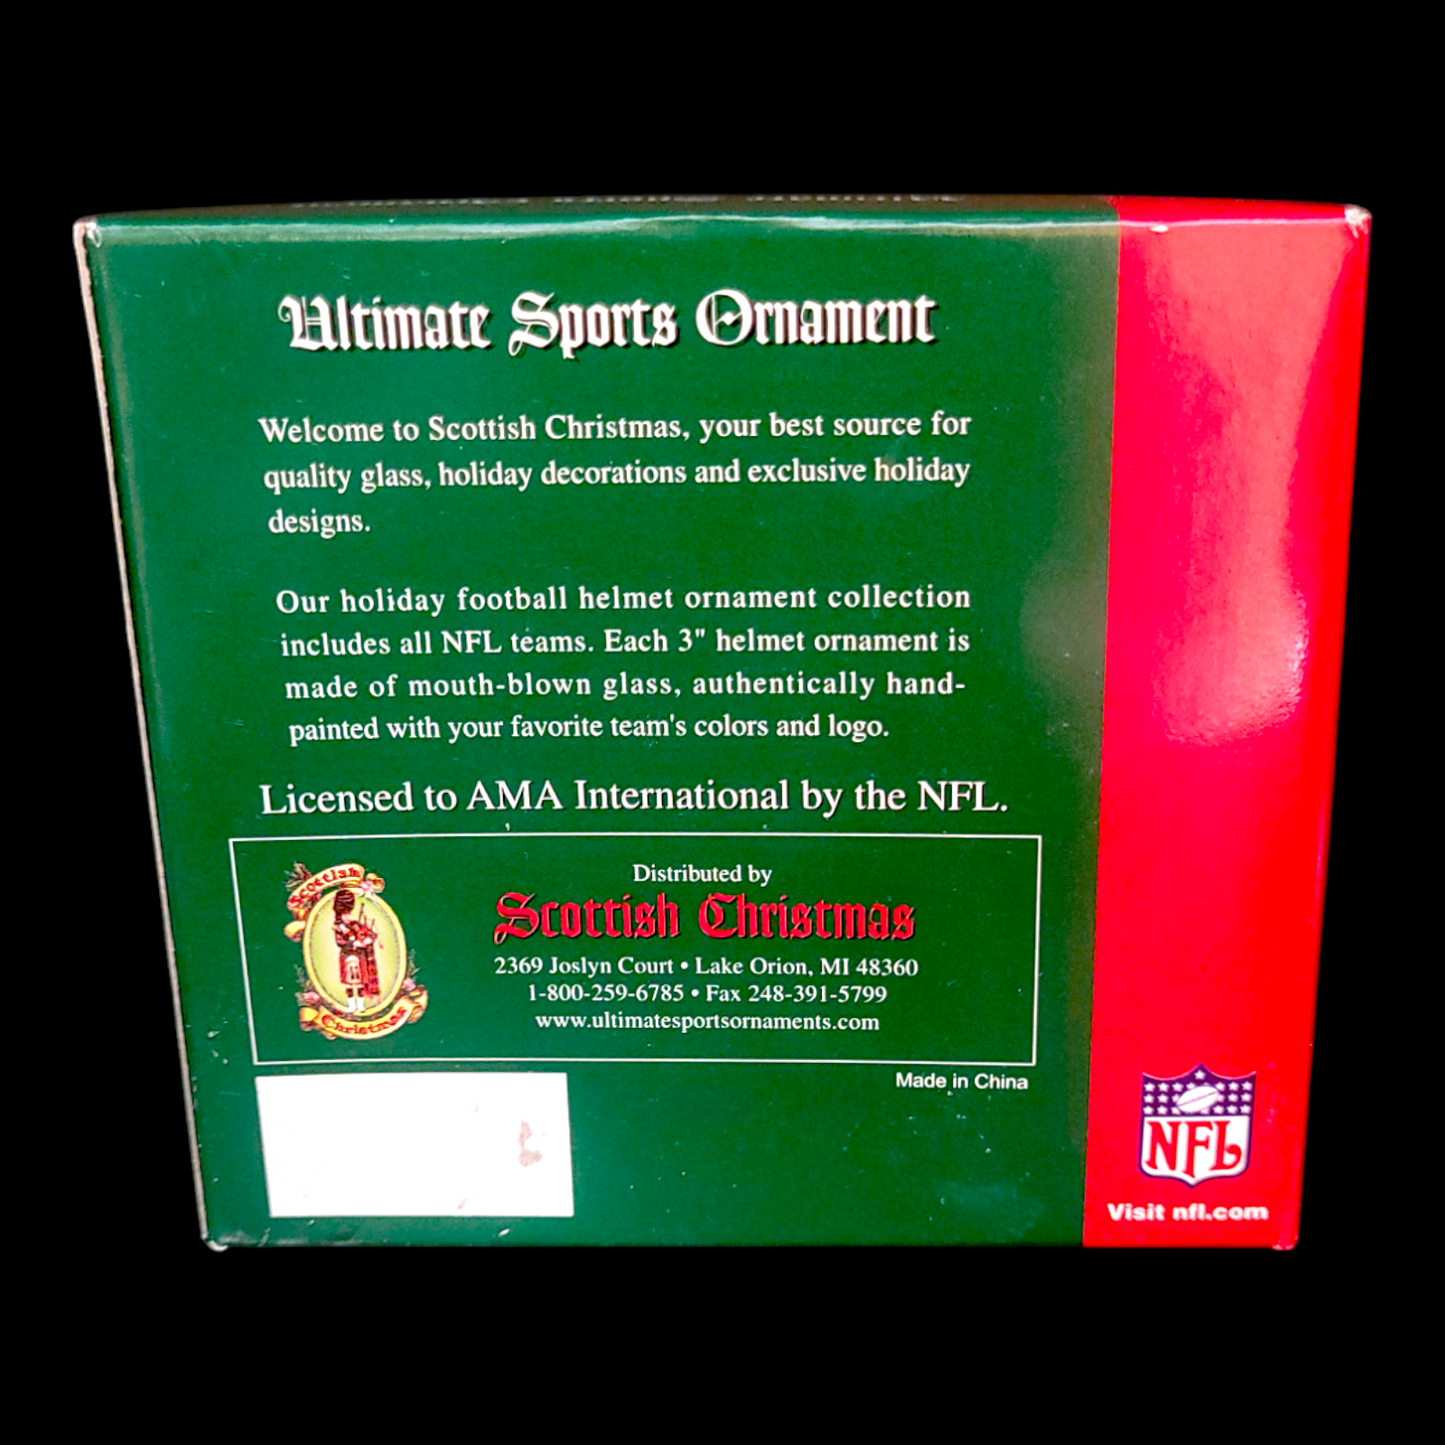 Ultimate Sports Ornament
Welcome to Scottish Christmas, your best source for
quality glass, holiday decorations and exclusive holiday
designs.
Our holiday football helmet ornament collection
includes all NFL teams. Each 3" helmet ornament is
made of mouth-blown glass, authentically hand-
painted with your favorite team's colors and logo.
Licensed to AMA International by the NFL.
Scottish
Christmas
Distributed by
Scottish Christmas
2369 Joslyn Court • Lake Orion, MI 48360
1-800-259-6785 • Fax 248-391-5799
www.ultimatesportsornaments.com
Made in China
NFL
Visit nfl.com